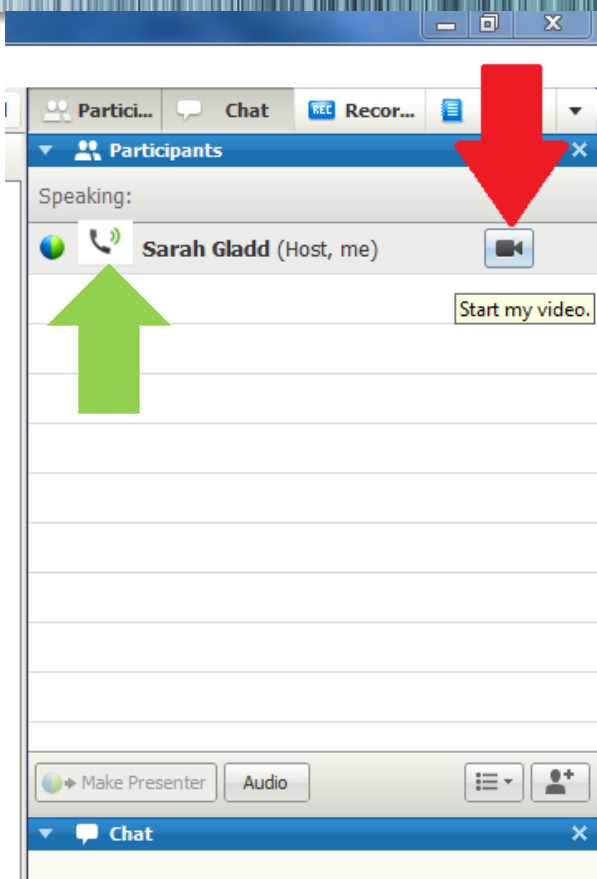 Partici... Chat REC Recor...
Participants
Speaking:
Sarah Gladd (Host, me)
Start my video.
Make Presenter Audio
Chat